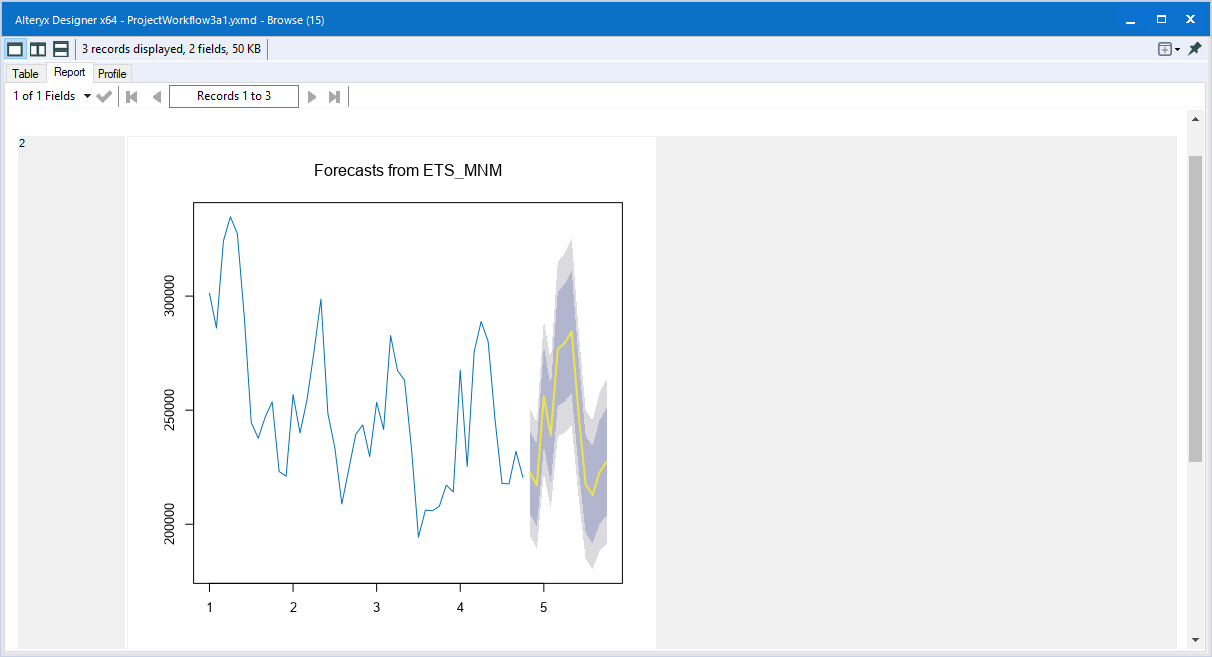 Alteryx Designer x64 - ProjectWorkflow3a1.yxmd - Browse (15)
3 records displayed, 2 fields, 50 KB
Table Report Profile
1 of 1 Fields Records 1 to 3
2
Forecasts from ETS_MNM
300000
250000
200000
1 2 3 4 5